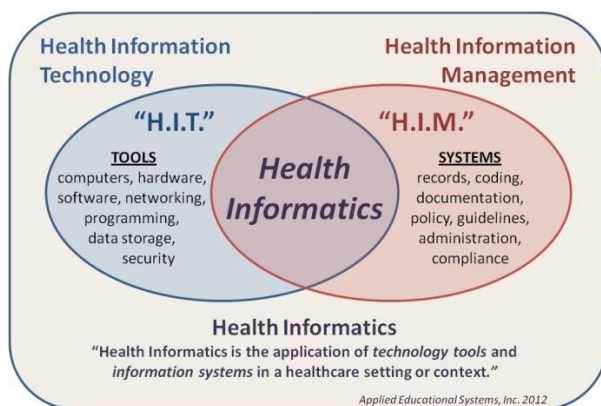 Health Information
Technology
Health Information
Management
“H.I.T.”
TOOLS
computers, hardware,
software, networking,
programming,
data storage,
security
Health
Informatics
“H.I.M.”
SYSTEMS
records, coding,
documentation,
policy, guidelines,
administration,
compliance
Health Informatics
“Health Informatics is the application of technology tools and
information systems in a healthcare setting or context.”
Applied Educational Systems, Inc. 2012